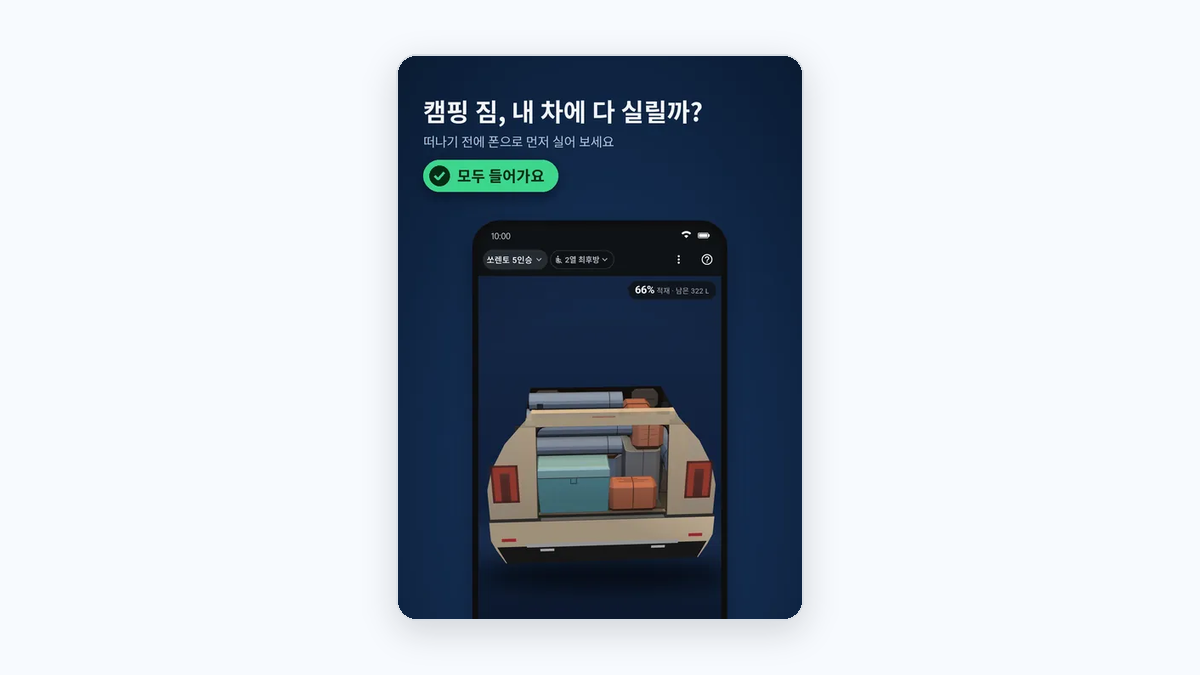 캠핑 짐, 내 차에 다 실릴까?
떠나기 전에 폰으로 먼저 실어 보세요
모두 들어가요
10:00
쏘렌토 5인승 2열 최후방
66% 적재 · 남은 322 L